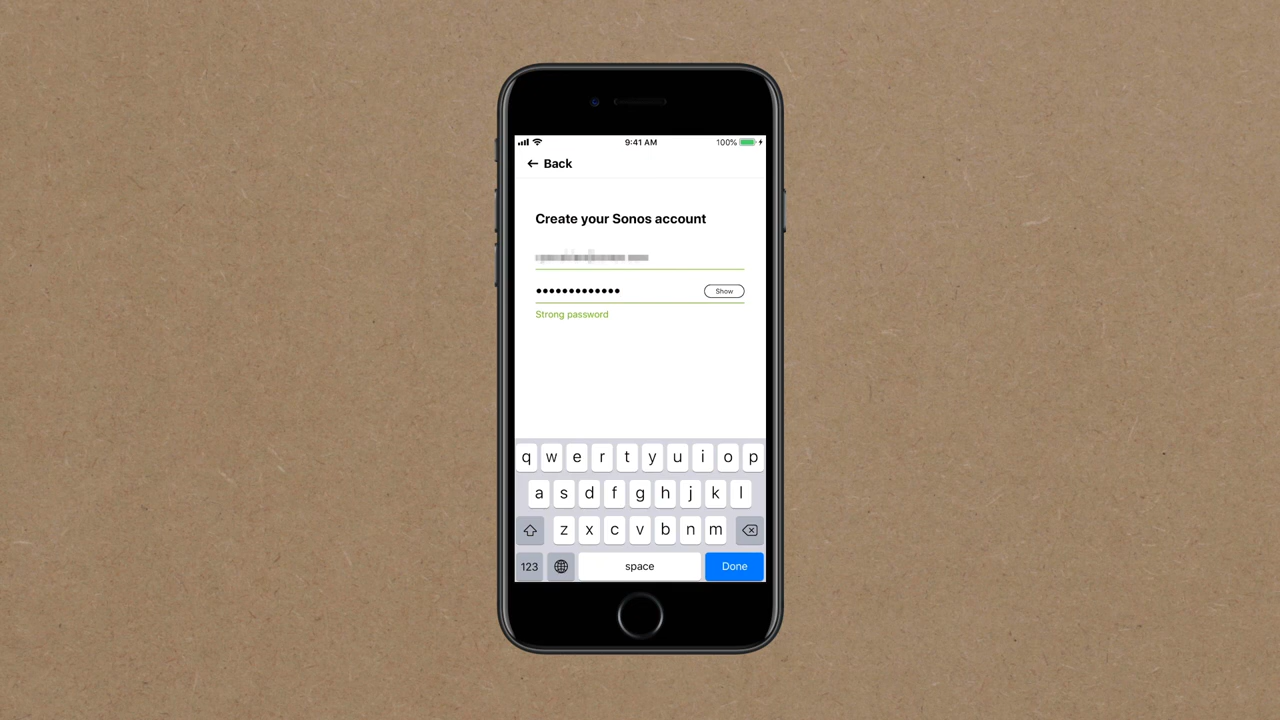 9:41 AM
100%
Back
Create your Sonos account
Show
Strong password
q w e r t y u i o p
a s d f g h j k l
z x c v b n m
123 space Done